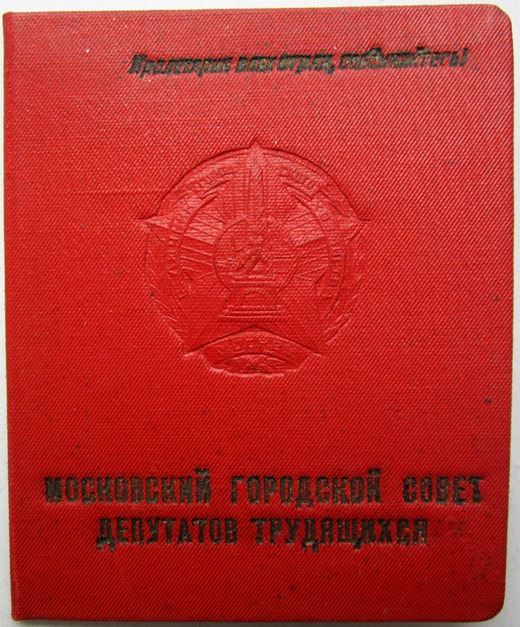 Пролетарии всех стран, соединяйтесь!
МОСКОВСКИЙ ГОРОДСКОЙ СОВЕТ
ДЕПУТАТОВ ТРУДЯЩИХСЯ